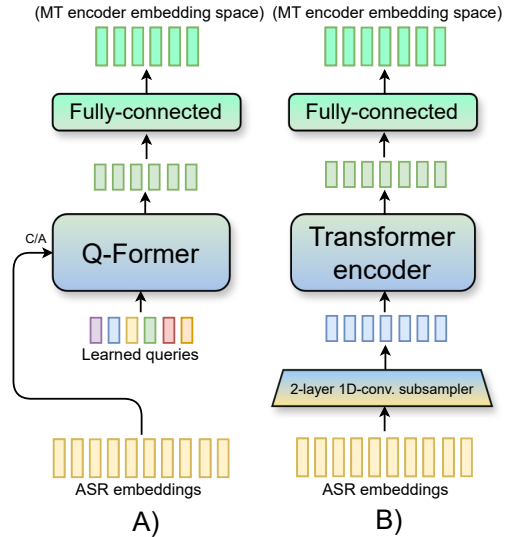 (MT encoder embedding space)
Fully-connected
C/A
Q-Former
Learned queries
ASR embeddings
A)
(MT encoder embedding space)
Fully-connected
Transformer
encoder
2-layer 1D-conv. subsampler
ASR embeddings
B)